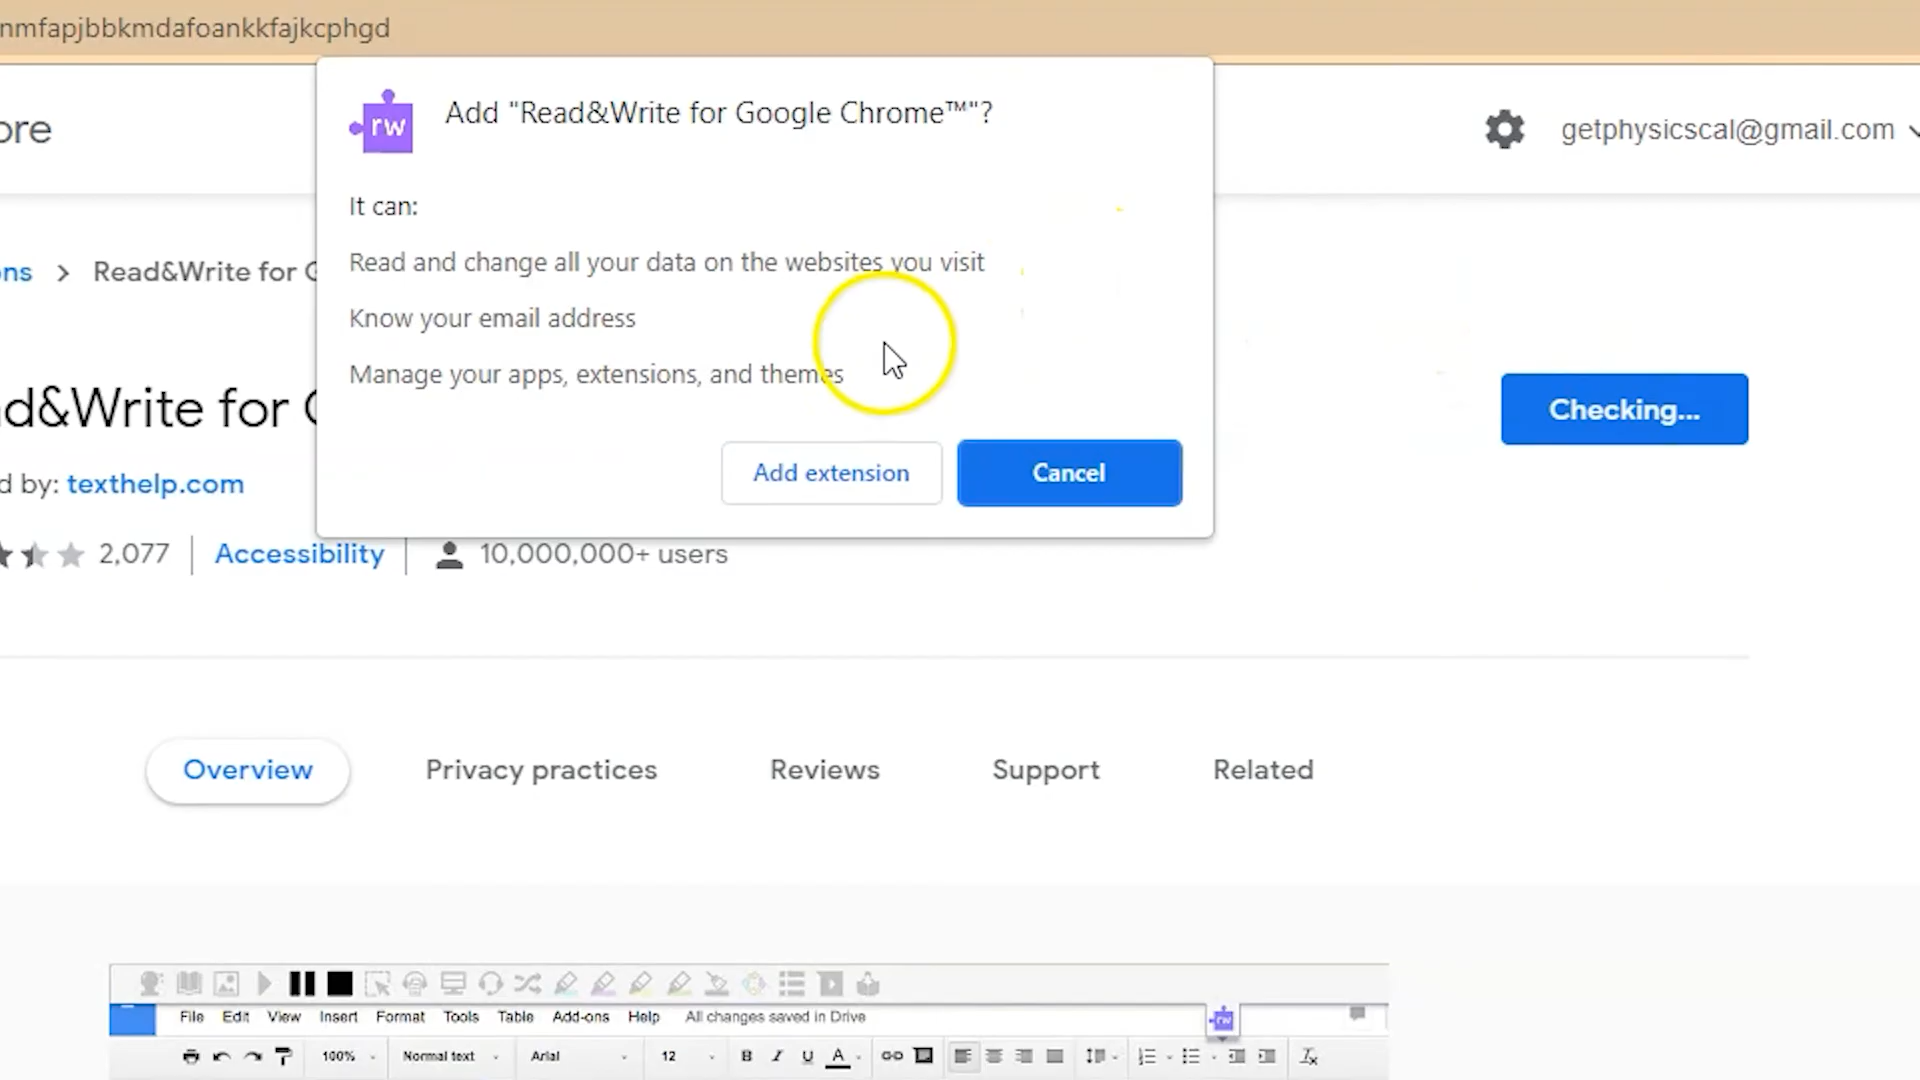 nmfapjbbkmdafoankkfajkcphgd
ore
rw
Add "Read&Write for Google Chrome™"?
getphysicscal@gmail.com
It can:
Read and change all your data on the websites you visit
ns > Read&Write for G
Know your email address
Manage your apps, extensions, and themes
d&Write for G
Checking...
Add extension
Cancel
d by: texthelp.com
2,077
Accessibility
10,000,000+ users
Overview
Privacy practices
Reviews
Support
Related
File Edit View Insert Format Tools Table Add-ons Help All changes saved in Drive
rw
100% Normal text Arial 12 B I U A